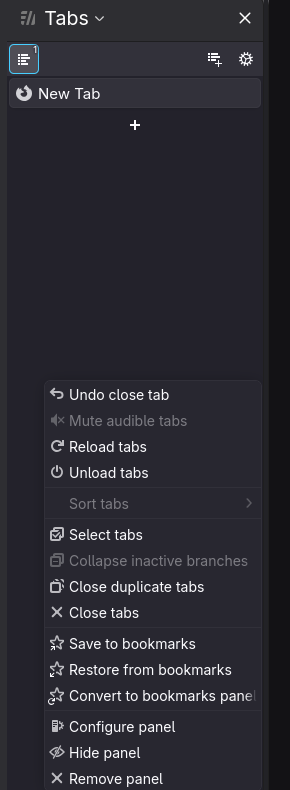 Tabs
1
New Tab
Undo close tab
Mute audible tabs
Reload tabs
Unload tabs
Sort tabs
Select tabs
Collapse inactive branches
Close duplicate tabs
Close tabs
Save to bookmarks
Restore from bookmarks
Convert to bookmarks panel
Configure panel
Hide panel
Remove panel